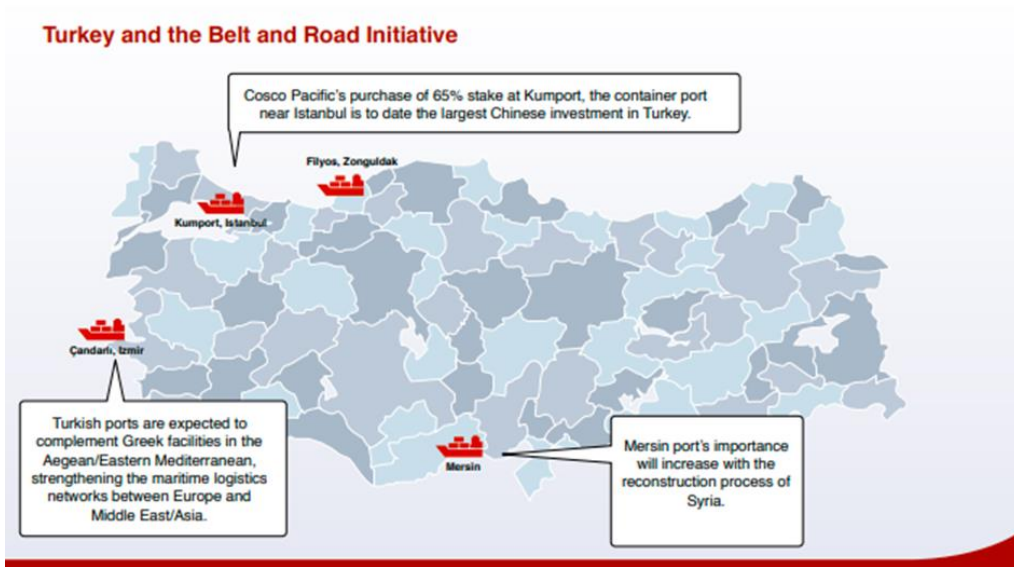 Turkey and the Belt and Road Initiative
Cosco Pacific's purchase of 65% stake at Kumport, the container port
near Istanbul is to date the largest Chinese investment in Turkey.
Filyos, Zonguldak
Kumport, Istanbul
Çandarlı, Izmir
Turkish ports are expected to
complement Greek facilities in the
Aegean/Eastern Mediterranean,
strengthening the maritime logistics
networks between Europe and
Middle East/Asia.
Mersin
Mersin port's importance
will increase with the
reconstruction process of
Syria.